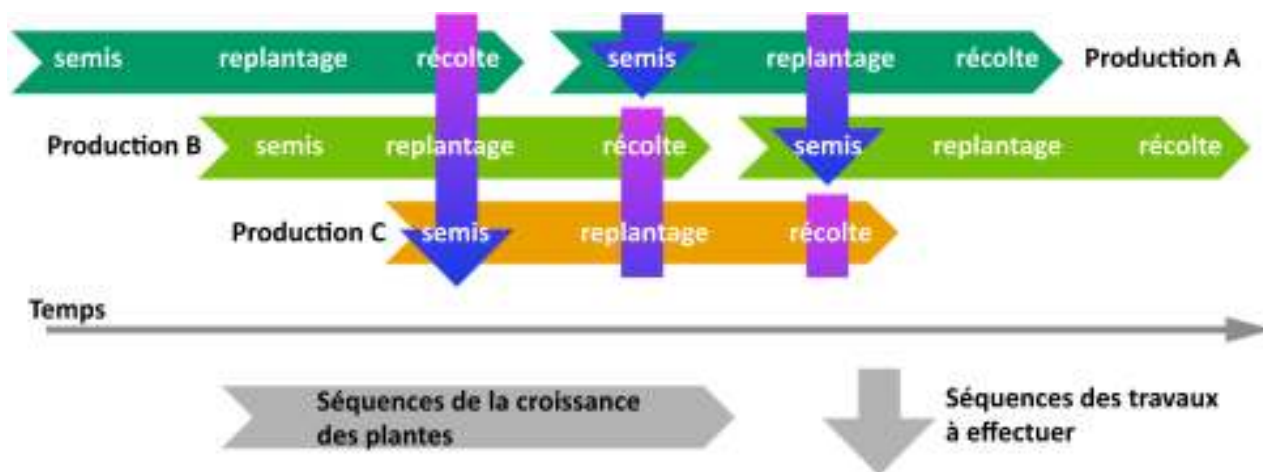 semis replantage récolte semis replantage récolte Production A
Production B semis replantage récolte semis replantage récolte
Production C semis replantage récolte
Temps
Séquences de la croissance
des plantes
Séquences des travaux
à effectuer